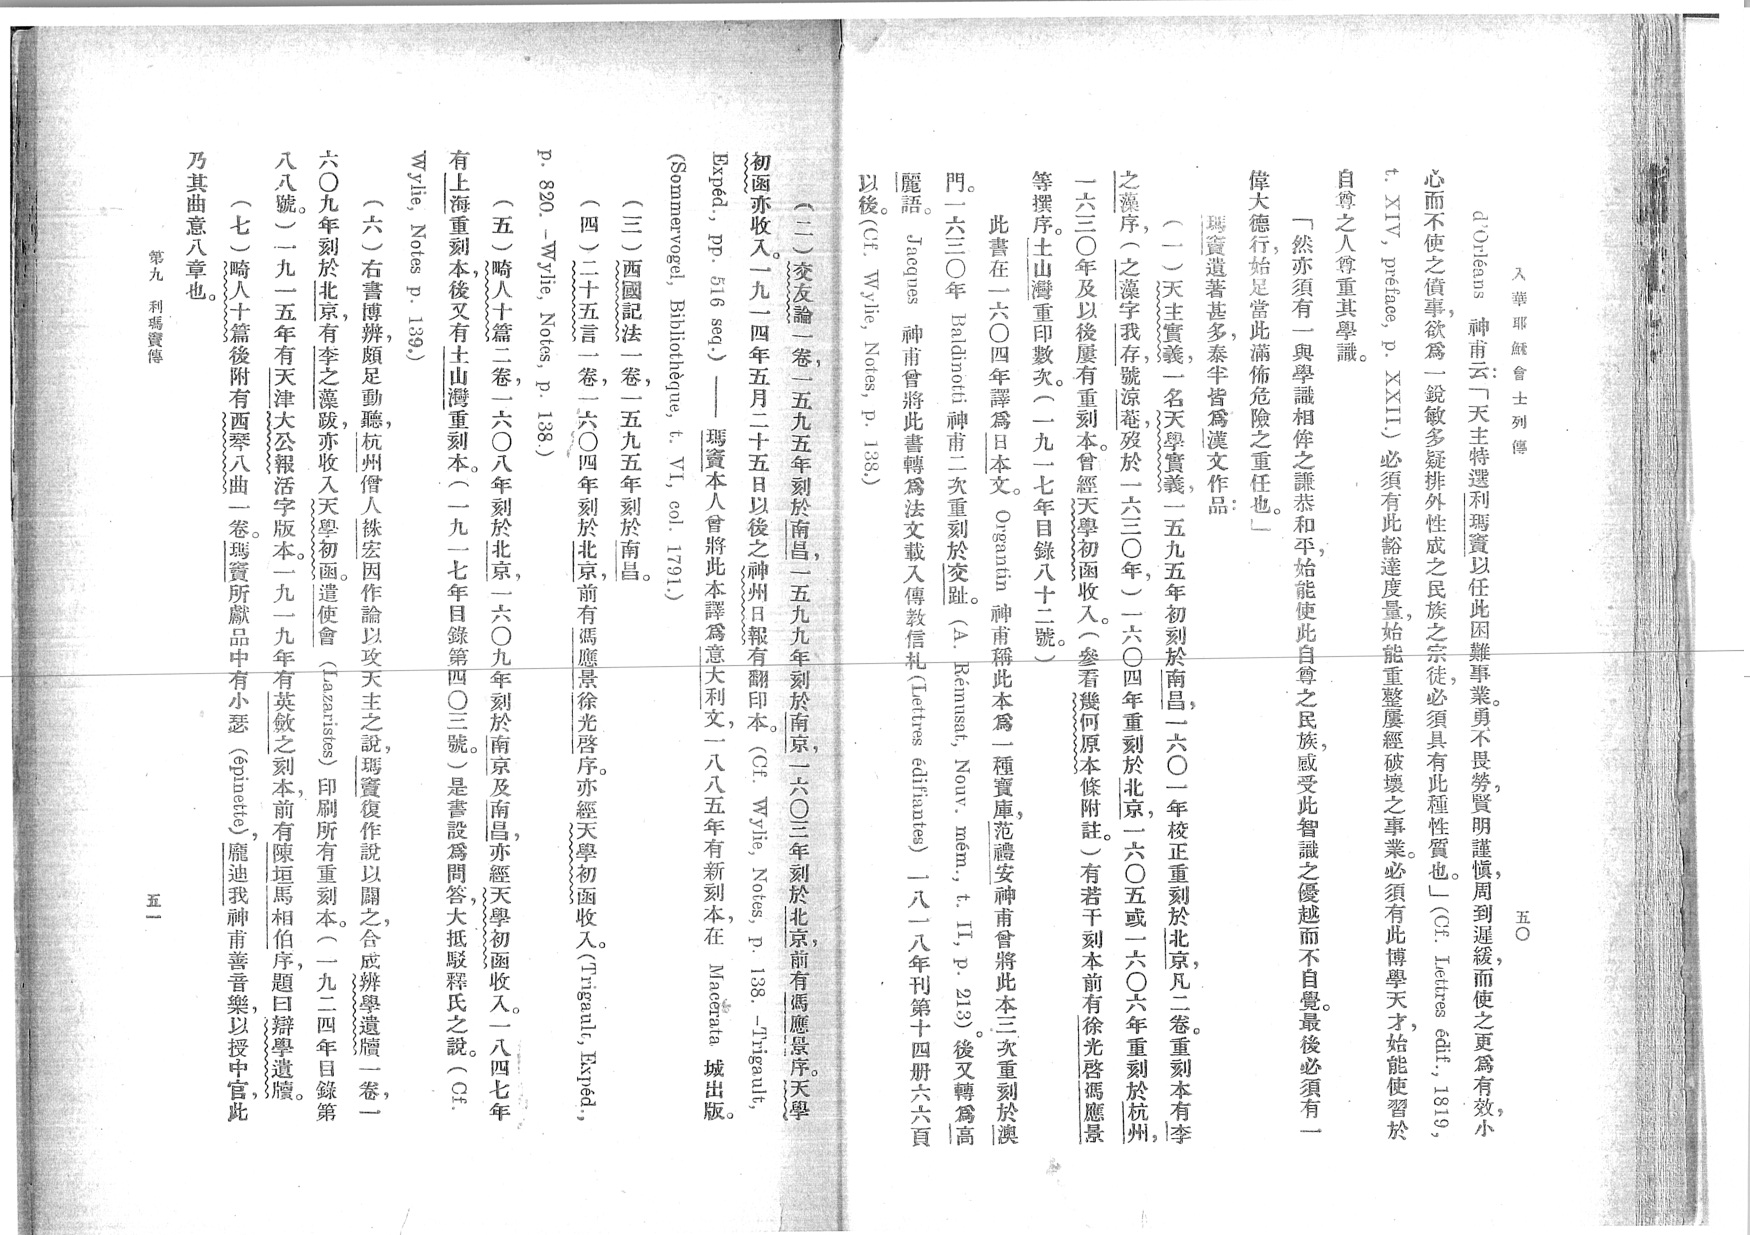 入華耶穌會士列傳
五〇
d'Orléans 神甫云:「天主特選利瑪竇以任此困難事業。勇不畏勞,賢明謹愼,周到遲緩,而使之更爲有效,小
心而不使之僨事,欲爲一銳敏多疑排外性成之民族之宗徒,必須具有此種性質也。」(Cf. Lettres édif., 1819,
t. XIV, préface, p. XXII.) 必須有此豁達度量,始能重整屢經破壞之事業。必須有此博學天才,始能使習於
自尊之人尊重其學識。
「然亦須有一與學識相侔之謙恭和平,始能使此自尊之民族,感受此智識之優越而不自覺。最後必須有一
偉大德行,始足當此滿佈危險之重任也。」
瑪竇遺著甚多,泰半皆爲漢文作品:
(一)天主實義,一名天學實義,一五九五年初刻於南昌,一六〇一年校正重刻於北京,凡二卷。重刻本有李
之藻序,(之藻字我存,號涼菴,歿於一六三〇年,)一六〇四年重刻於北京,一六〇五或一六〇六年重刻於杭州,
一六三〇年及以後屢有重刻本。曾經天學初函收入。(參看幾何原本條附註。)有若干刻本前有徐光啓馮應景
等撰序。土山灣重印數次。(一九一七年目錄八十二號。)
此書在一六〇四年譯爲日本文。 Organtin 神甫稱此本爲一種寶庫,范禮安神甫曾將此本三次重刻於澳
門。一六三〇年 Baldinotti 神甫二次重刻於交趾。(A. Rémusat, Nouv. mém., t. II, p. 213)。後又轉爲高
麗語。 Jacques 神甫曾將此書轉爲法文載入傳教信札(Lettres édifiantes) 一八一八年刊第十四册六六頁
以後。(Cf. Wylie, Notes, p. 138.)
(二)交友論一卷,一五九五年刻於南昌,一五九九年刻於南京,一六〇三年刻於北京,前有馮應景序。天學
初函亦收入。一九一四年五月二十五日以後之神州日報有翻印本。(Cf. Wylie, Notes, p. 138. –Trigault,
Expéd., pp. 516 seq.) —— 瑪竇本人曾將此本譯爲意大利文,一八八五年有新刻本,在 Macerata 城出版。
(Sommervogel, Bibliothèque, t. VI, col. 1791.)
(三)西國記法一卷,一五九五年刻於南昌。
(四)二十五言一卷,一六〇四年刻於北京,前有馮應景徐光啓序。亦經天學初函收入。(Trigault, Expéd.,
p. 820. –Wylie, Notes, p. 138.)
(五)畸人十篇二卷,一六〇八年刻於北京,一六〇九年刻於南京及南昌,亦經天學初函收入。一八四七年
有上海重刻本,後又有土山灣重刻本。(一九一七年目錄第四〇三號。)是書設爲問答,大抵駁釋氏之說。(Cf.
Wylie, Notes p. 139.)
(六)右書博辨,頗足動聽,杭州僧人祩宏因作論以攻天主之說,瑪竇復作說以闢之,合成辨學遺牘一卷,一
六〇九年刻於北京,有李之藻跋,亦收入天學初函。遣使會 (Lazaristes) 印刷所有重刻本。(一九二四年目錄第
八八號。)一九一五年有天津大公報活字版本。一九一九年有英斂之刻本,前有陳垣馬相伯序,題曰辯學遺牘。
(七)畸人十篇後附有西琴八曲一卷。瑪竇所獻品中有小瑟 (épinette),龐迪我神甫善音樂,以授中官,此
乃其曲意八章也。
第九 利瑪竇傳
五一